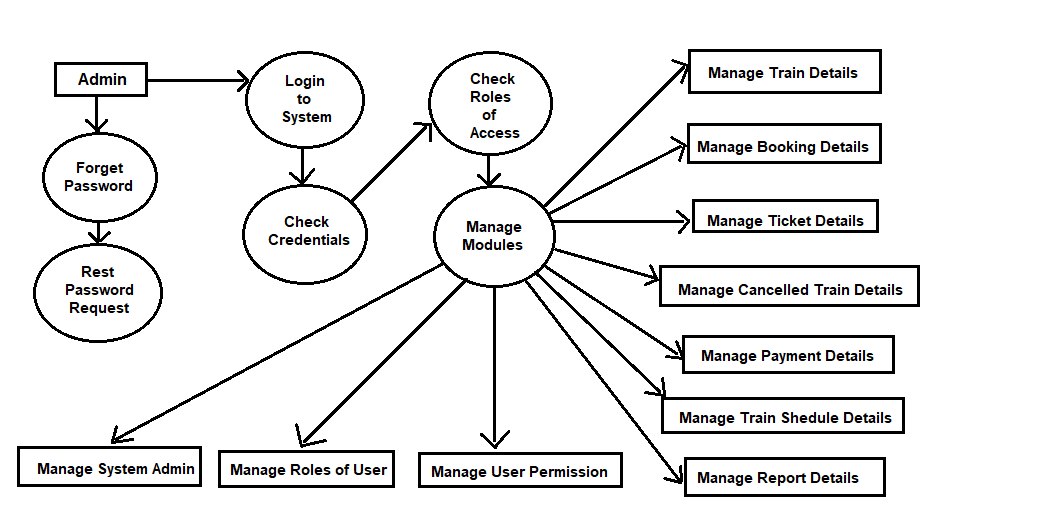 Admin
Login
to
System
Check
Roles
of
Access
Manage Train Details
Manage Booking Details
Forget
Password
Check
Credentials
Manage
Modules
Manage Ticket Details
Rest
Password
Request
Manage Cancelled Train Details
Manage Payment Details
Manage Train Shedule Details
Manage System Admin
Manage Roles of User
Manage User Permission
Manage Report Details